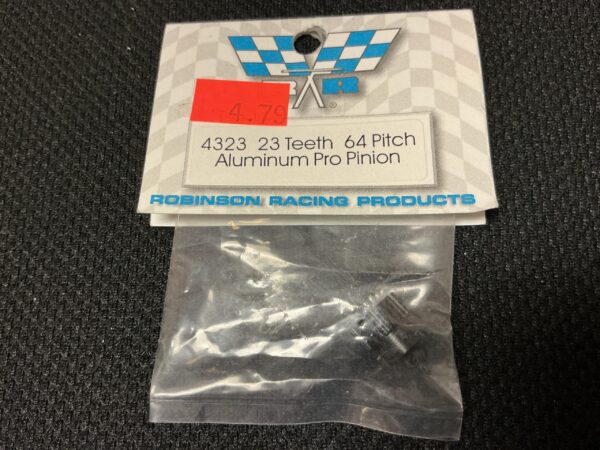 R R
®
4.79
4323 23 Teeth 64 Pitch
Aluminum Pro Pinion
ROBINSON RACING PRODUCTS